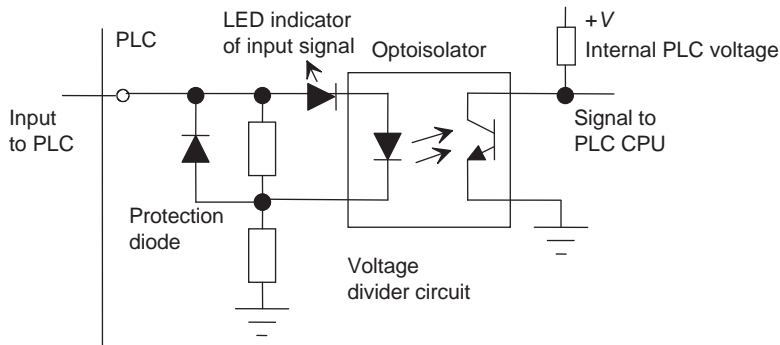 PLC
LED indicator
of input signal
Optoisolator
+V
Internal PLC voltage
Input
to PLC
Signal to
PLC CPU
Protection
diode
Voltage
divider circuit